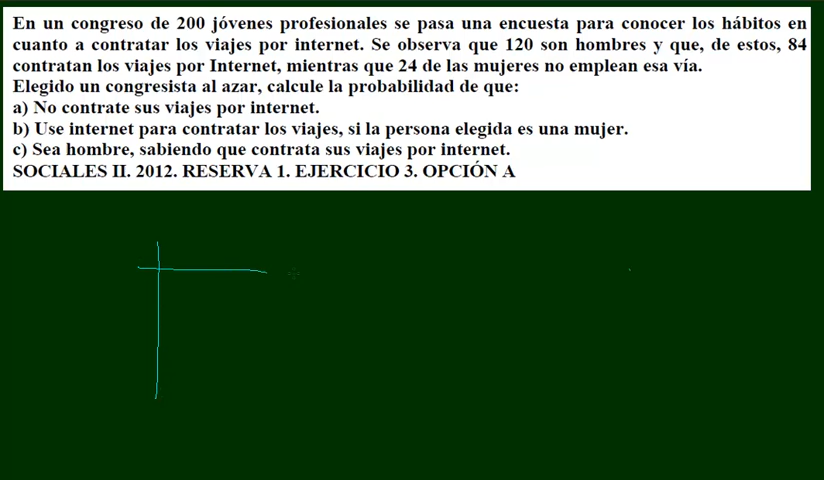 En un congreso de 200 jóvenes profesionales se pasa una encuesta para conocer los hábitos en
cuanto a contratar los viajes por internet. Se observa que 120 son hombres y que, de estos, 84
contratan los viajes por Internet, mientras que 24 de las mujeres no emplean esa vía.
Elegido un congresista al azar, calcule la probabilidad de que:
a) No contrate sus viajes por internet.
b) Use internet para contratar los viajes, si la persona elegida es una mujer.
c) Sea hombre, sabiendo que contrata sus viajes por internet.
SOCIALES II. 2012. RESERVA 1. EJERCICIO 3. OPCIÓN A